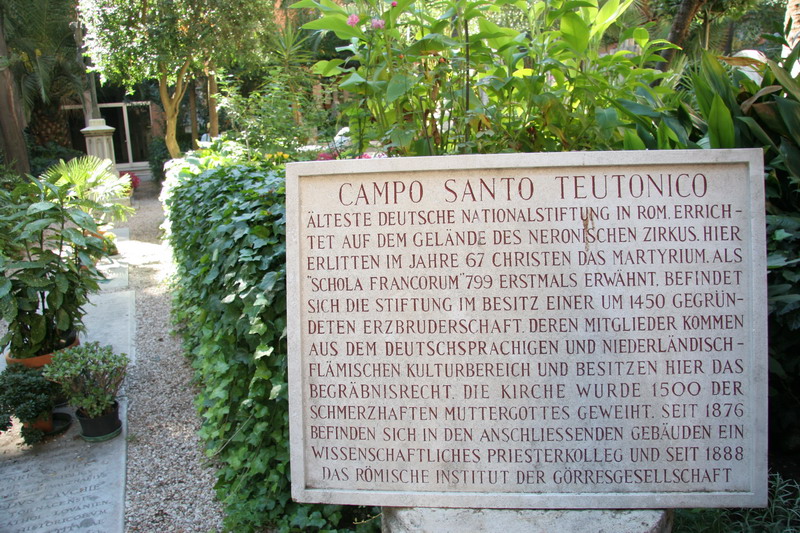 CAMPO SANTO TEUTONICO
ÄLTESTE DEUTSCHE NATIONALSTIFTUNG IN ROM, ERRICH-
TET AUF DEM GELÄNDE DES NERONISCHEN ZIRKUS. HIER
ERLITTEN IM JAHRE 67 CHRISTEN DAS MARTYRIUM. ALS
"SCHOLA FRANCORUM" 799 ERSTMALS ERWÄHNT. BEFINDET
SICH DIE STIFTUNG IM BESITZ EINER UM 1450 GEGRÜN-
DETEN ERZBRUDERSCHAFT. DEREN MITGLIEDER KOMMEN
AUS DEM DEUTSCHSPRACHIGEN UND NIEDERLÄNDISCH-
FLÄMISCHEN KULTURBEREICH UND BESITZEN HIER DAS
BEGRÄBNISRECHT. DIE KIRCHE WURDE 1500 DER
SCHMERZHAFTEN MUTTERGOTTES GEWEIHT. SEIT 1876
BEFINDEN SICH IN DEN ANSCHLIESSENDEN GEBÄUDEN EIN
WISSENSCHAFTLICHES PRIESTERKOLLEG UND SEIT 1888
DAS RÖMISCHE INSTITUT DER GÖRRESGESELLSCHAFT
LOVANIEN
HISTORICORUM